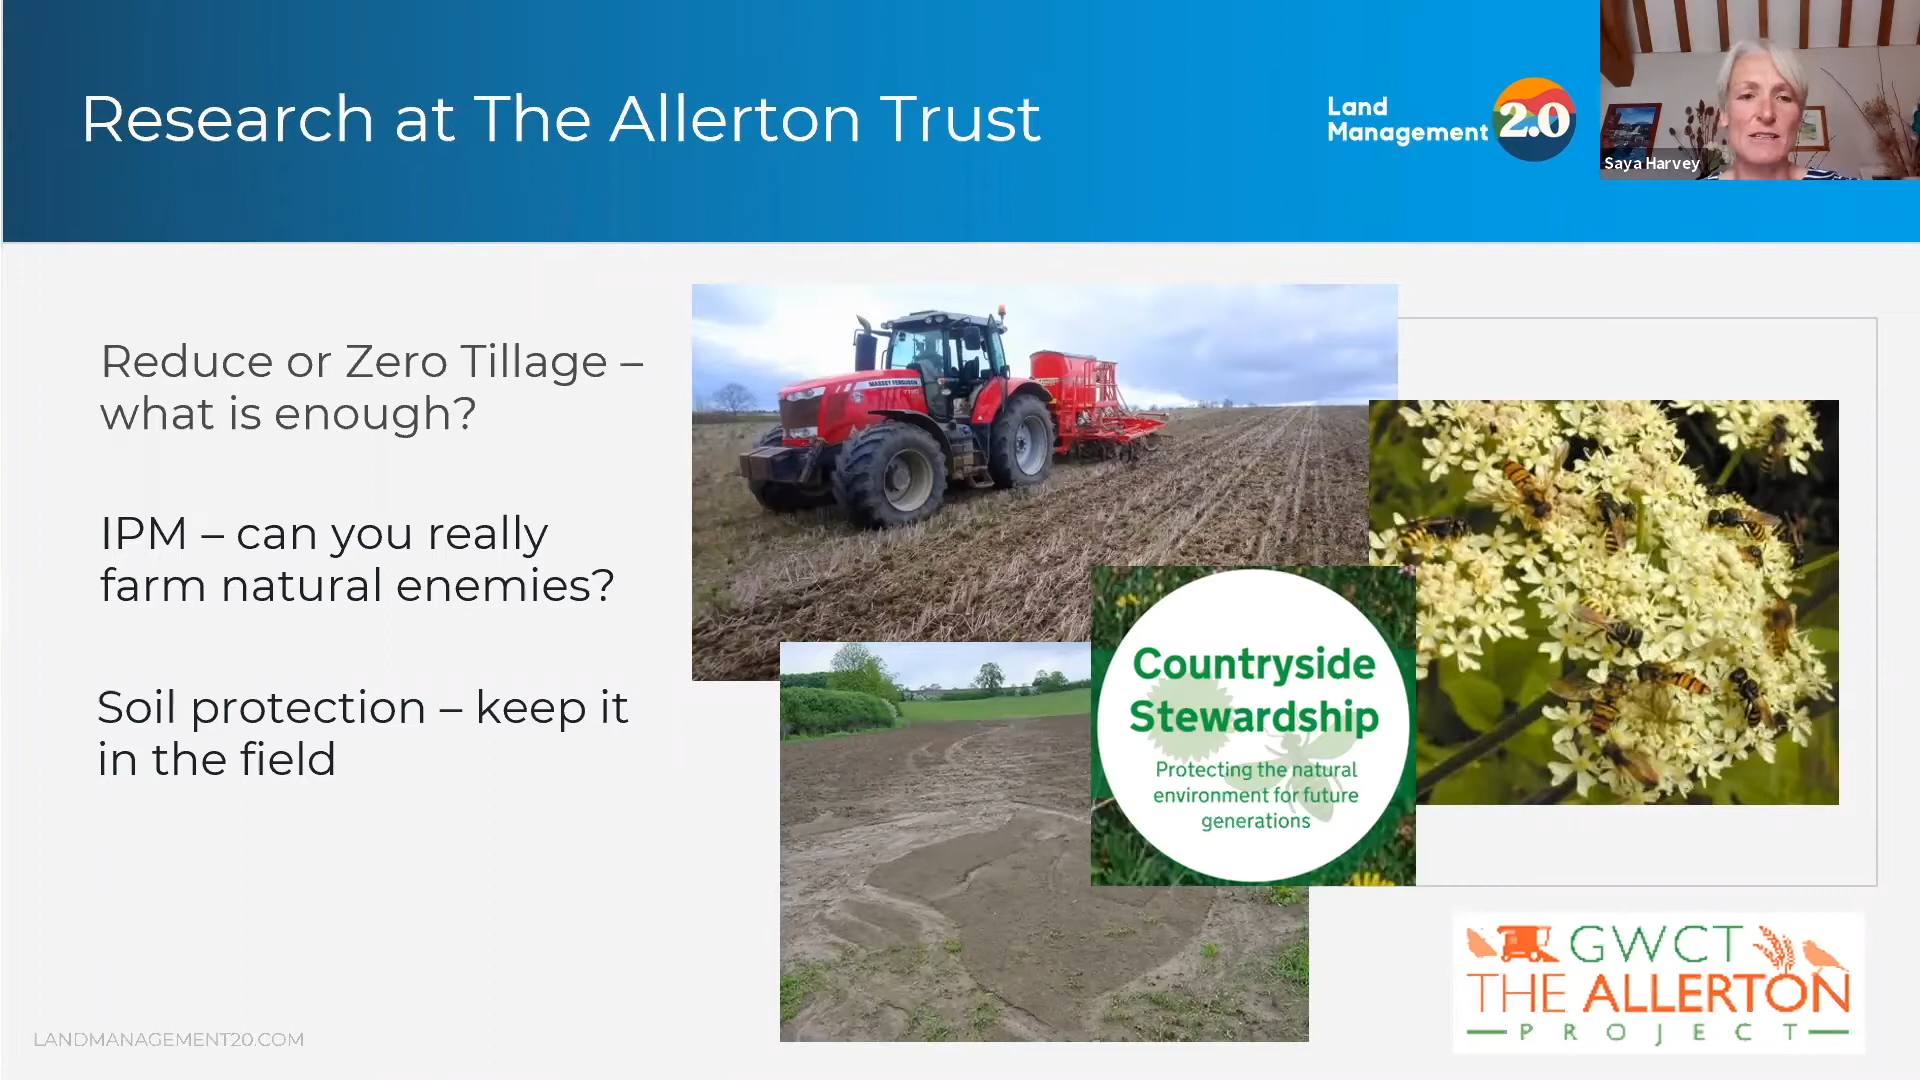 Research at The Allerton Trust
Land
Management
2.0
Saya Harvey
Reduce or Zero Tillage –
what is enough?
IPM – can you really
farm natural enemies?
Soil protection – keep it
in the field
MASSEY FERGUSON
Countryside
Stewardship
Protecting the natural
environment for future
generations
GWCT
THE ALLERTON
PROJECT
LANDMANAGEMENT20.COM